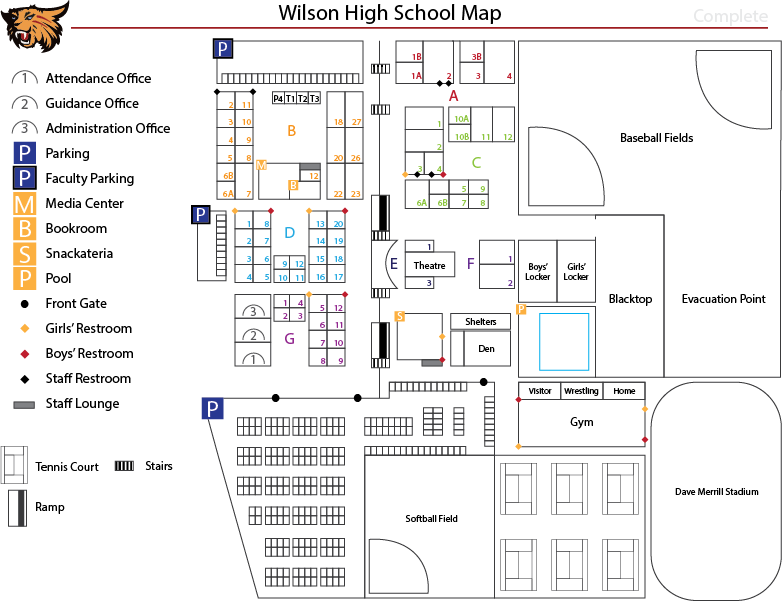 Wilson High School Map
Complete
1 Attendance Office
2 Guidance Office
3 Administration Office
P Parking
P Faculty Parking
M Media Center
B Bookroom
S Snackateria
P Pool
Front Gate
Girls' Restroom
Boys' Restroom
Staff Restroom
Staff Lounge
Tennis Court
Stairs
Ramp
P
P4 T1 T2 T3
B
2 11
3 10
4 9
5 8
6B
6A 7
18 27
20 26
22 23
M
12
B
1B
1A 2
3B
3 4
A
1
2
3 4
10A
10B 11 12
C
5 9
6A 6B 7 8
P
D
1 8
2 7
3 6
4 5
9 12
10 11
13 20
14 19
15 18
16 17
E
1
Theatre
3
F
1
2
3
2
1
1 4
2 3
G
5 12
6 11
7 10
8 9
S
Shelters
Den
Baseball Fields
Boys'
Locker
Girls'
Locker
P
Blacktop
Evacuation Point
Visitor
Wrestling
Home
Gym
P
Softball Field
Dave Merrill Stadium